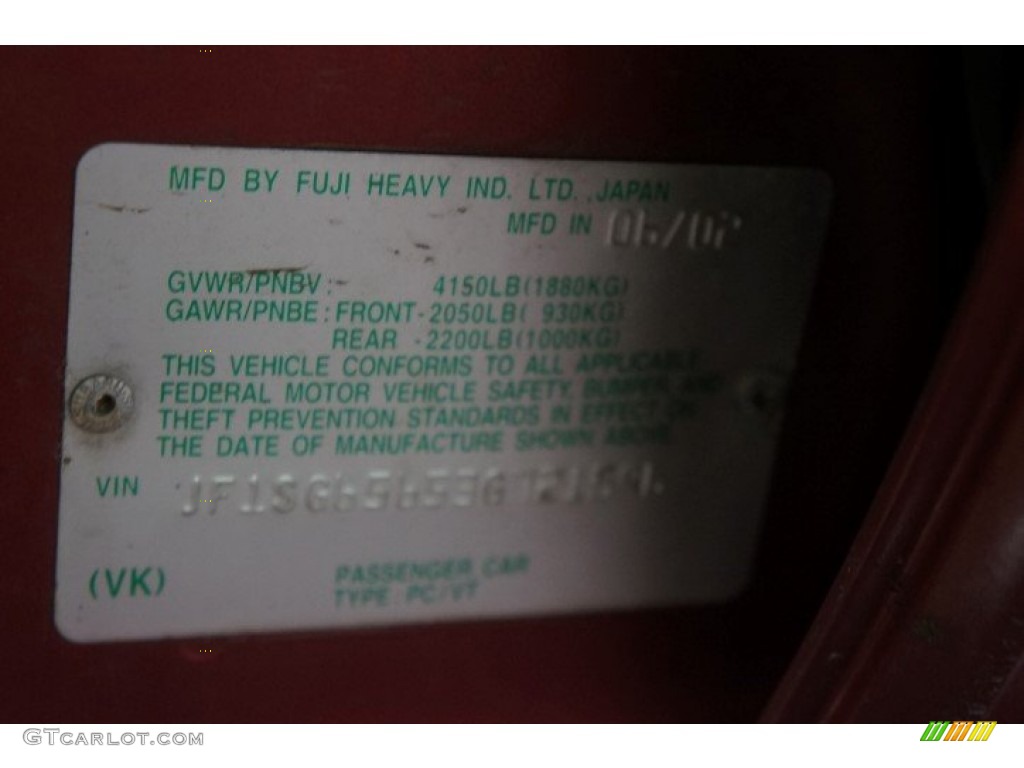 MFD BY FUJI HEAVY IND. LTD. JAPAN
MFD IN 06/02
GVWR/PNBV: 4150LB(1880KG)
GAWR/PNBE: FRONT-2050LB( 930KG)
REAR -2200LB(1000KG)
THIS VEHICLE CONFORMS TO ALL APPLICABLE
FEDERAL MOTOR VEHICLE SAFETY, BUMPER AND
THEFT PREVENTION STANDARDS IN EFFECT ON
THE DATE OF MANUFACTURE SHOWN ABOVE.
VIN
(VK) PASSENGER CAR
TYPE: PC/VT
GTCARLOT.COM